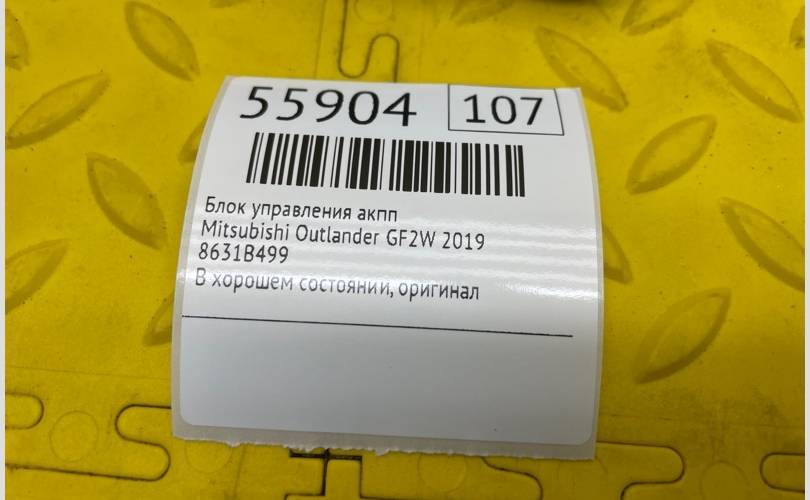 55904 107
Блок управления акпп
Mitsubishi Outlander GF2W 2019
8631B499
В хорошем состоянии, оригинал